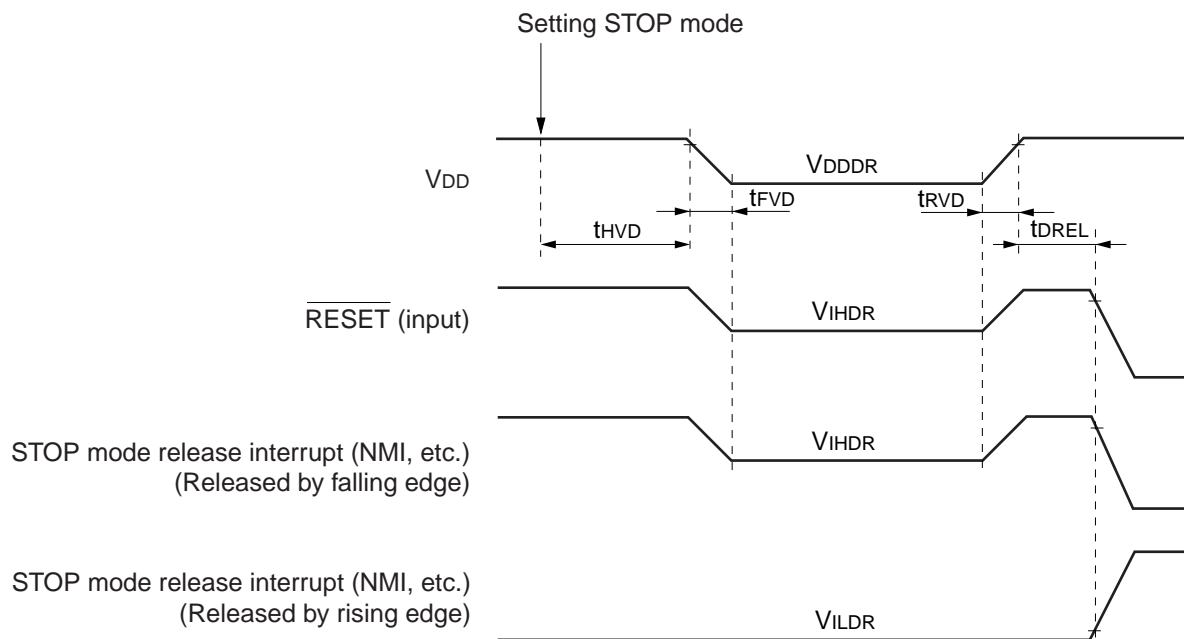 Setting STOP mode
VDD
VDDDR
tFVD
tRVD
tHVD
tDREL
RESET (input)
VIHDR
STOP mode release interrupt (NMI, etc.)
(Released by falling edge)
VIHDR
STOP mode release interrupt (NMI, etc.)
(Released by rising edge)
VILDR